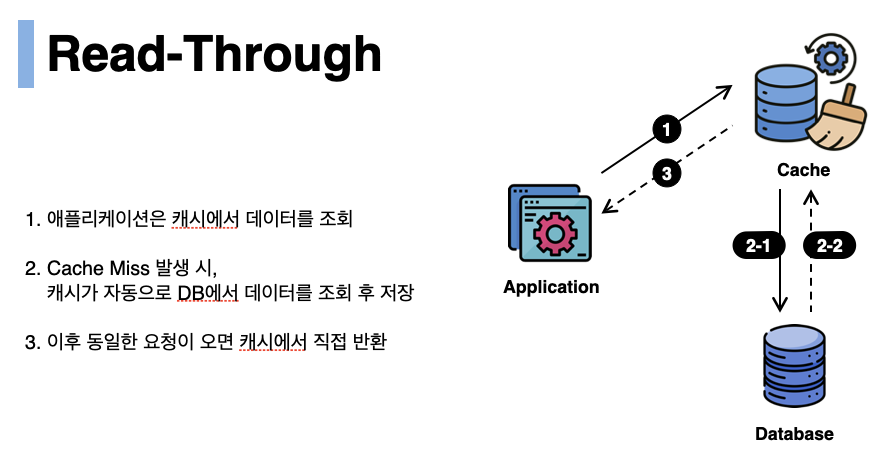 Read-Through
1. 애플리케이션은 캐시에서 데이터를 조회
2. Cache Miss 발생 시,
캐시가 자동으로 DB에서 데이터를 조회 후 저장
3. 이후 동일한 요청이 오면 캐시에서 직접 반환
1
3
Cache
2-1
2-2
Application
Database